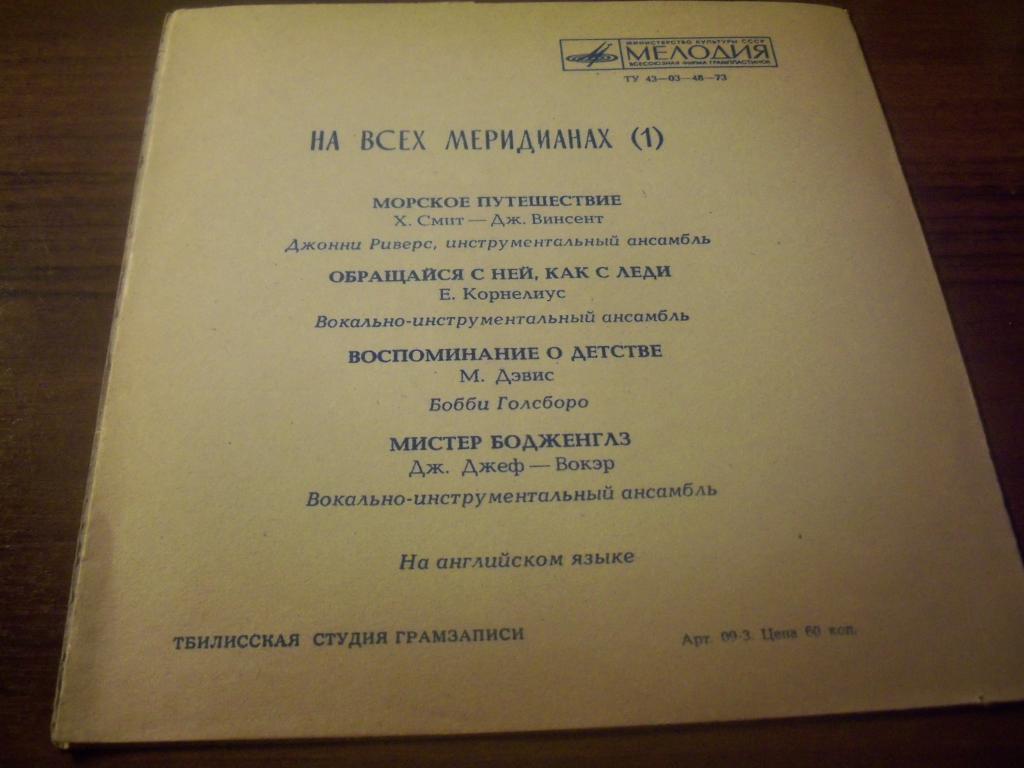 МИНИСТЕРСТВО КУЛЬТУРЫ СССР
МЕЛОДИЯ
ВСЕСОЮЗНАЯ ФИРМА ГРАМПЛАСТИНОК
ТУ 43—03—48—73
НА ВСЕХ МЕРИДИАНАХ (1)
МОРСКОЕ ПУТЕШЕСТВИЕ
Х. Смит — Дж. Винсент
Джонни Риверс, инструментальный ансамбль
ОБРАЩАЙСЯ С НЕЙ, КАК С ЛЕДИ
Е. Корнелиус
Вокально-инструментальный ансамбль
ВОСПОМИНАНИЕ О ДЕТСТВЕ
М. Дэвис
Бобби Голсборо
МИСТЕР БОДЖЕНГЛЗ
Дж. Джеф — Вокэр
Вокально-инструментальный ансамбль
На английском языке
ТБИЛИССКАЯ СТУДИЯ ГРАМЗАПИСИ
Арт. 09-3. Цена 60 коп.